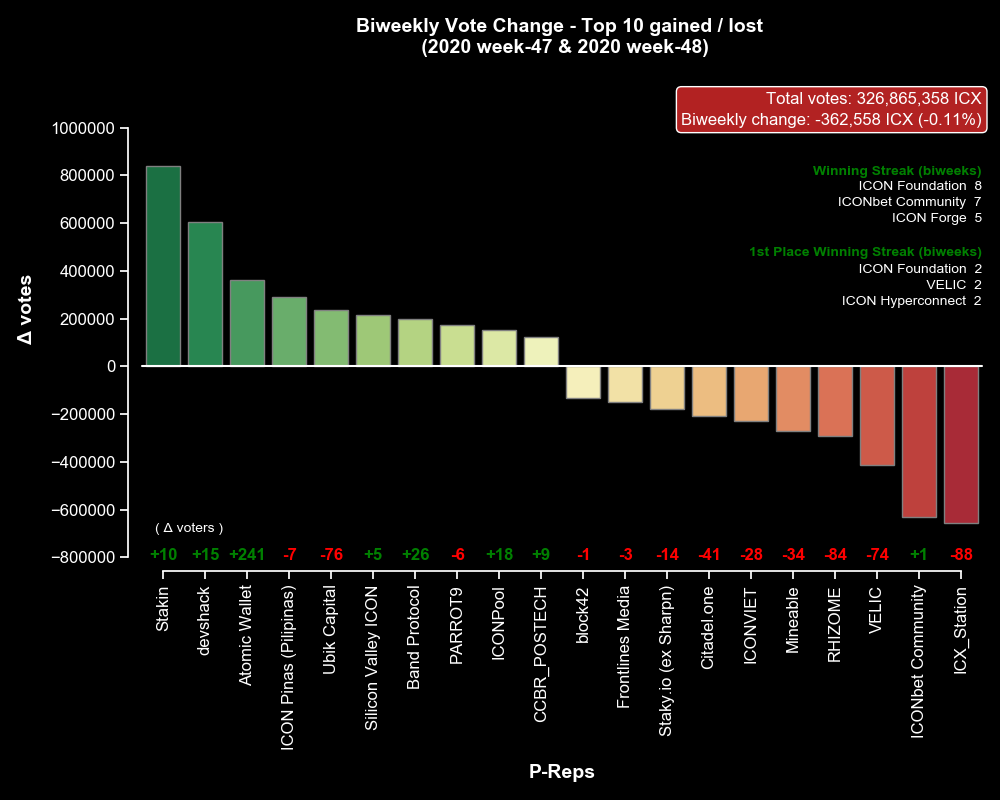 Biweekly Vote Change - Top 10 gained / lost
(2020 week-47 & 2020 week-48)
Total votes: 326,865,358 ICX
Biweekly change: -362,558 ICX (-0.11%)
Winning Streak (biweeks)
ICON Foundation 8
ICONbet Community 7
ICON Forge 5
1st Place Winning Streak (biweeks)
ICON Foundation 2
VELIC 2
ICON Hyperconnect 2
Δ votes
1000000
800000
600000
400000
200000
0
−200000
−400000
−600000
−800000
( Δ voters )
+10 +15 +241 -7 -76 +5 +26 -6 +18 +9 -1 -3 -14 -41 -28 -34 -84 -74 +1 -88
Stakin
devshack
Atomic Wallet
ICON Pinas (Pilipinas)
Ubik Capital
Silicon Valley ICON
Band Protocol
PARROT9
ICONPool
CCBR_POSTECH
block42
Frontlines Media
Staky.io (ex Sharpn)
Citadel.one
ICONVIET
Mineable
RHIZOME
VELIC
ICONbet Community
ICX_Station
P-Reps